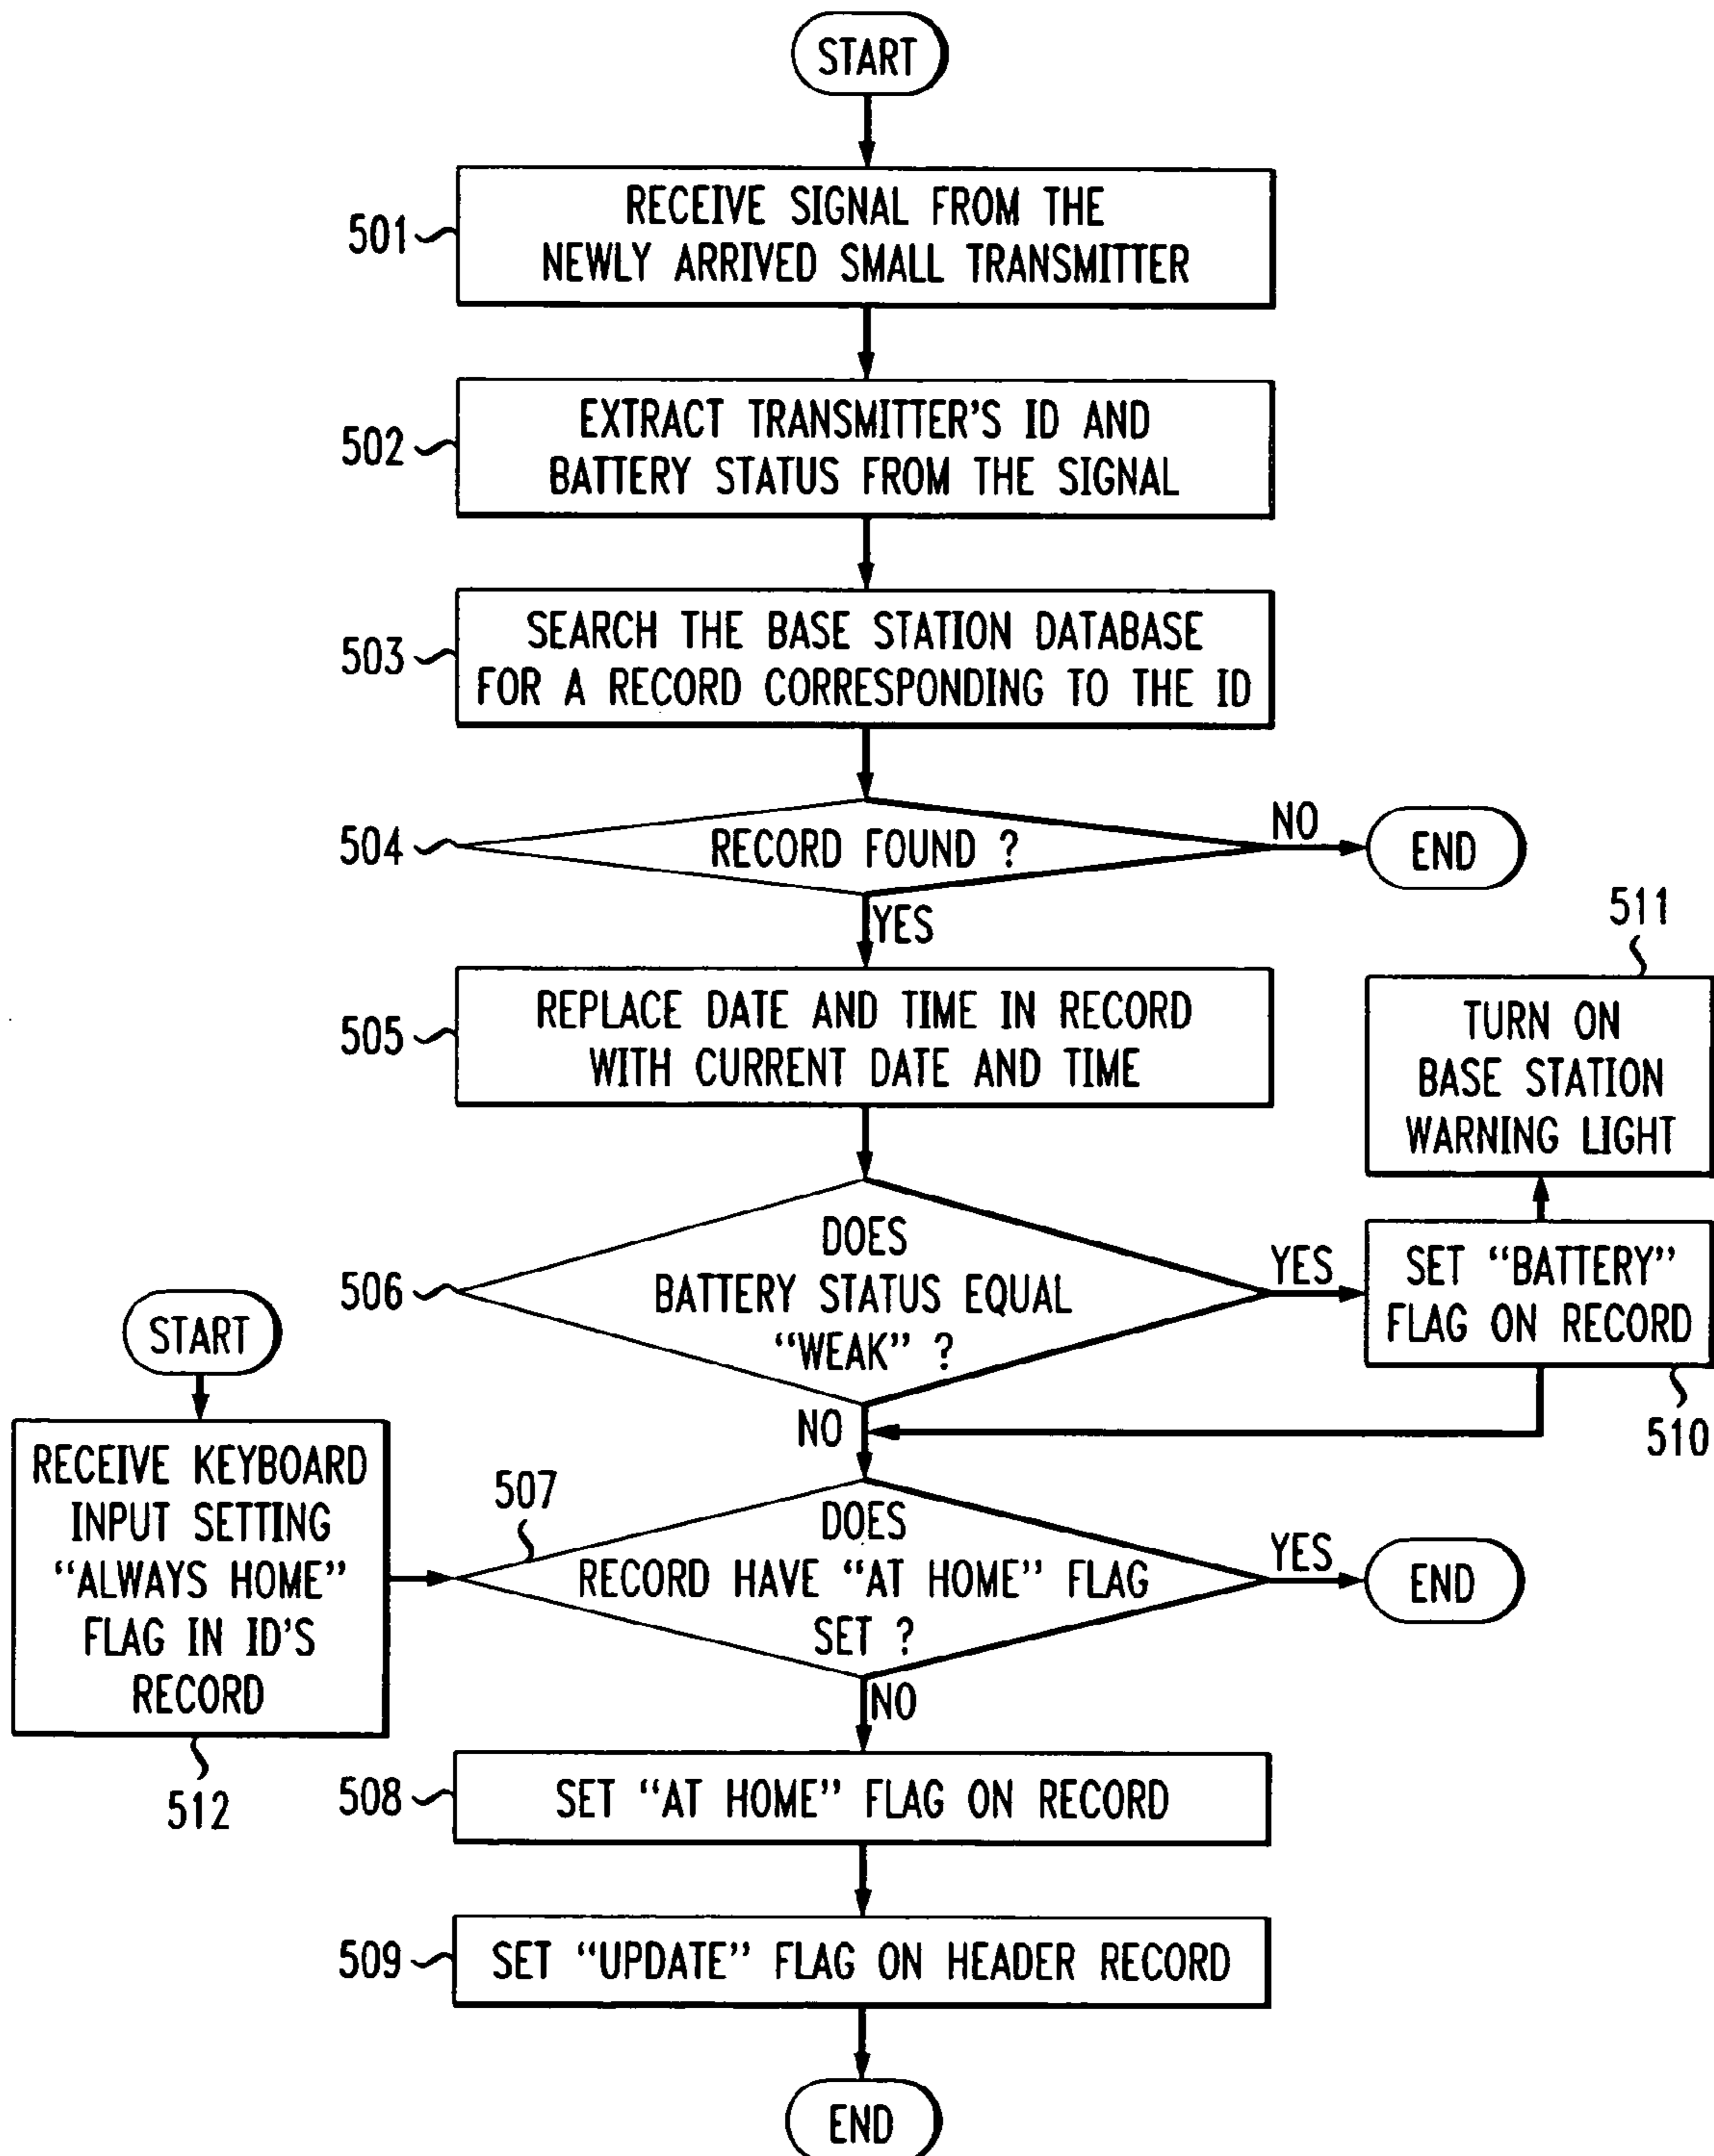 START
501
RECEIVE SIGNAL FROM THE
NEWLY ARRIVED SMALL TRANSMITTER
502
EXTRACT TRANSMITTER'S ID AND
BATTERY STATUS FROM THE SIGNAL
503
SEARCH THE BASE STATION DATABASE
FOR A RECORD CORRESPONDING TO THE ID
504
RECORD FOUND ?
NO
END
YES
505
REPLACE DATE AND TIME IN RECORD
WITH CURRENT DATE AND TIME
511
TURN ON
BASE STATION
WARNING LIGHT
506
DOES
BATTERY STATUS EQUAL
“WEAK” ?
YES
SET “BATTERY”
FLAG ON RECORD
510
NO
START
RECEIVE KEYBOARD
INPUT SETTING
“ALWAYS HOME”
FLAG IN ID'S
RECORD
512
507
DOES
RECORD HAVE “AT HOME” FLAG
SET ?
YES
END
NO
508
SET “AT HOME” FLAG ON RECORD
509
SET “UPDATE” FLAG ON HEADER RECORD
END